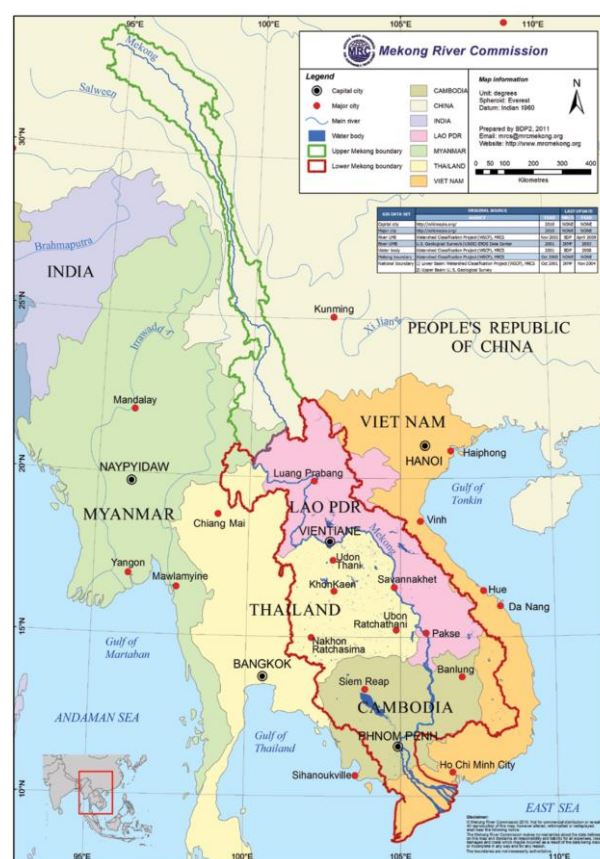 95°E
100°E
105°E
110°E
Mekong River Commission
Legend
Capital city
Major city
Main river
Water body
Upper Mekong boundary
Lower Mekong boundary
CAMBODIA
CHINA
INDIA
LAO PDR
MYANMAR
THAILAND
VIET NAM
Map information
Unit: degrees
Spheroid: Everest
Datum: Indian 1960
Prepared by BDP2, 2011
Email: mrcs@mrcmekong.org
Website: http://www.mrcmekong.org
N
0 50 100 200 300 400
Kilometres
Mekong
Salween
30°N
Brahmaputra
INDIA
25°N
Kunming
PEOPLE'S REPUBLIC
OF CHINA
Mandalay
VIET NAM
HANOI
Haiphong
20°N
NAYPYIDAW
Luang Prabang
Gulf of
Tonkin
MYANMAR
Chiang Mai
LAO PDR
VIENTIANE
Mekong
Vinh
Yangon
Mawlamyine
Udon
Thani
KhonKaen
Savannakhet
Hue
Da Nang
THAILAND
Ubon
Ratchathani
15°N
Gulf of
Martaban
Nakhon
Ratchasima
Pakse
BANGKOK
Banlung
Siem Reap
CAMBODIA
ANDAMAN SEA
Gulf of
Thailand
Sihanoukville
Ho Chi Minh City
10°N
EAST SEA
Disclaimer:
95°E
100°E
105°E
110°E